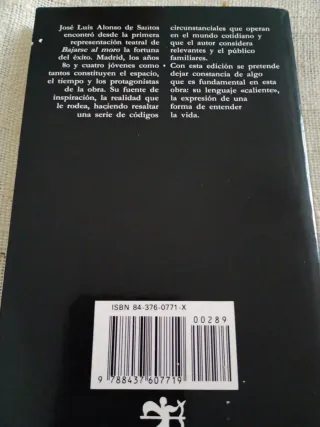 José Luis Alonso de Santos
encontró desde la primera
representación teatral de
Bajarse al moro la fortuna
del éxito. Madrid, los años
80 y cuatro jóvenes como
tantos constituyen el espacio,
el tiempo y los protagonistas
de la obra. Su fuente de
inspiración, la realidad que
le rodea, haciendo resaltar
una serie de códigos
circunstanciales que operan
en el mundo cotidiano y
que el autor considera
relevantes y el público
familiares.
Con esta edición se pretende
dejar constancia de algo
que es fundamental en esta
obra: su lenguaje «caliente»,
la expresión de una
forma de entender
la vida.
ISBN 84-376-0771-X
00289
9 788437 607719